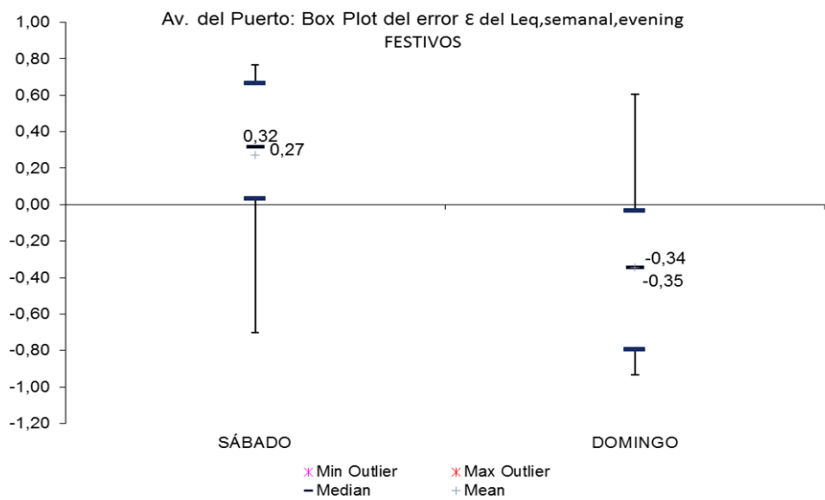 Av. del Puerto: Box Plot del error ε del Leq,semanal,evening
FESTIVOS
1,00
0,80
0,60
0,40
0,20
0,00
-0,20
-0,40
-0,60
-0,80
-1,00
-1,20
0,32
0,27
-0,34
-0,35
SÁBADO
DOMINGO
Min Outlier
Max Outlier
Median
Mean